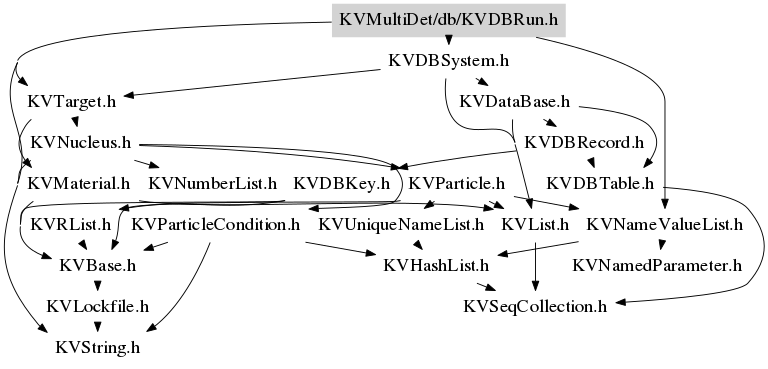 KVMultiDet/db/KVDBRun.h
KVDBSystem.h
KVTarget.h
KVDataBase.h
KVNucleus.h
KVDBRecord.h
KVMaterial.h
KVNumberList.h
KVDBKey.h
KVParticle.h
KVDBTable.h
KVRList.h
KVParticleCondition.h
KVUniqueNameList.h
KVList.h
KVNameValueList.h
KVBase.h
KVHashList.h
KVNamedParameter.h
KVLockfile.h
KVSeqCollection.h
KVString.h